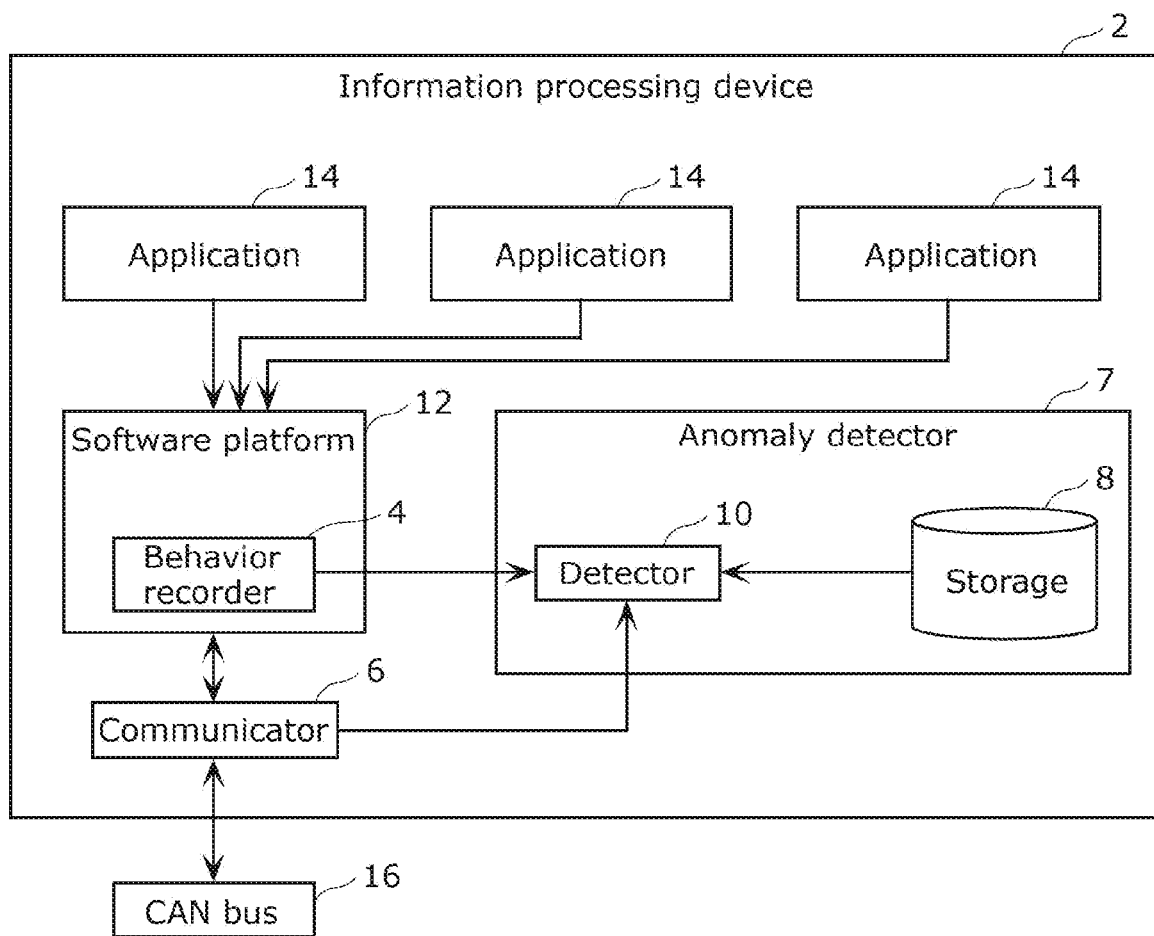 2
Information processing device
14
14
14
Application
Application
Application
12
7
Software platform
Anomaly detector
4
10
8
Behavior
recorder
Detector
Storage
6
Communicator
16
CAN bus